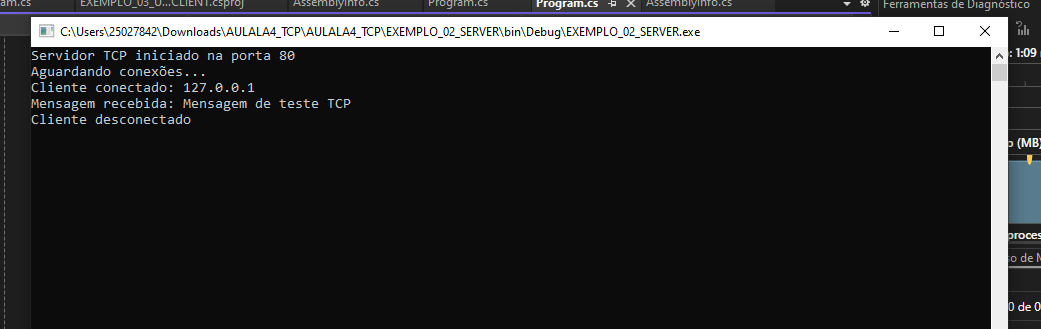 am.cs EXEMPLO_03_U...CLIENT.csproj AssemblyInfo.cs Program.cs Program.cs AssemblyInfo.cs Ferramentas de Diagnóstico
C:\Users\25027842\Downloads\AULALA4_TCP\AULALA4_TCP\EXEMPLO_02_SERVER\bin\Debug\EXEMPLO_02_SERVER.exe
Servidor TCP iniciado na porta 80
: 1:09
Aguardando conexões...
Cliente conectado: 127.0.0.1
Mensagem recebida: Mensagem de teste TCP
Cliente desconectado
(MB)
proces
so de M
0 de 0